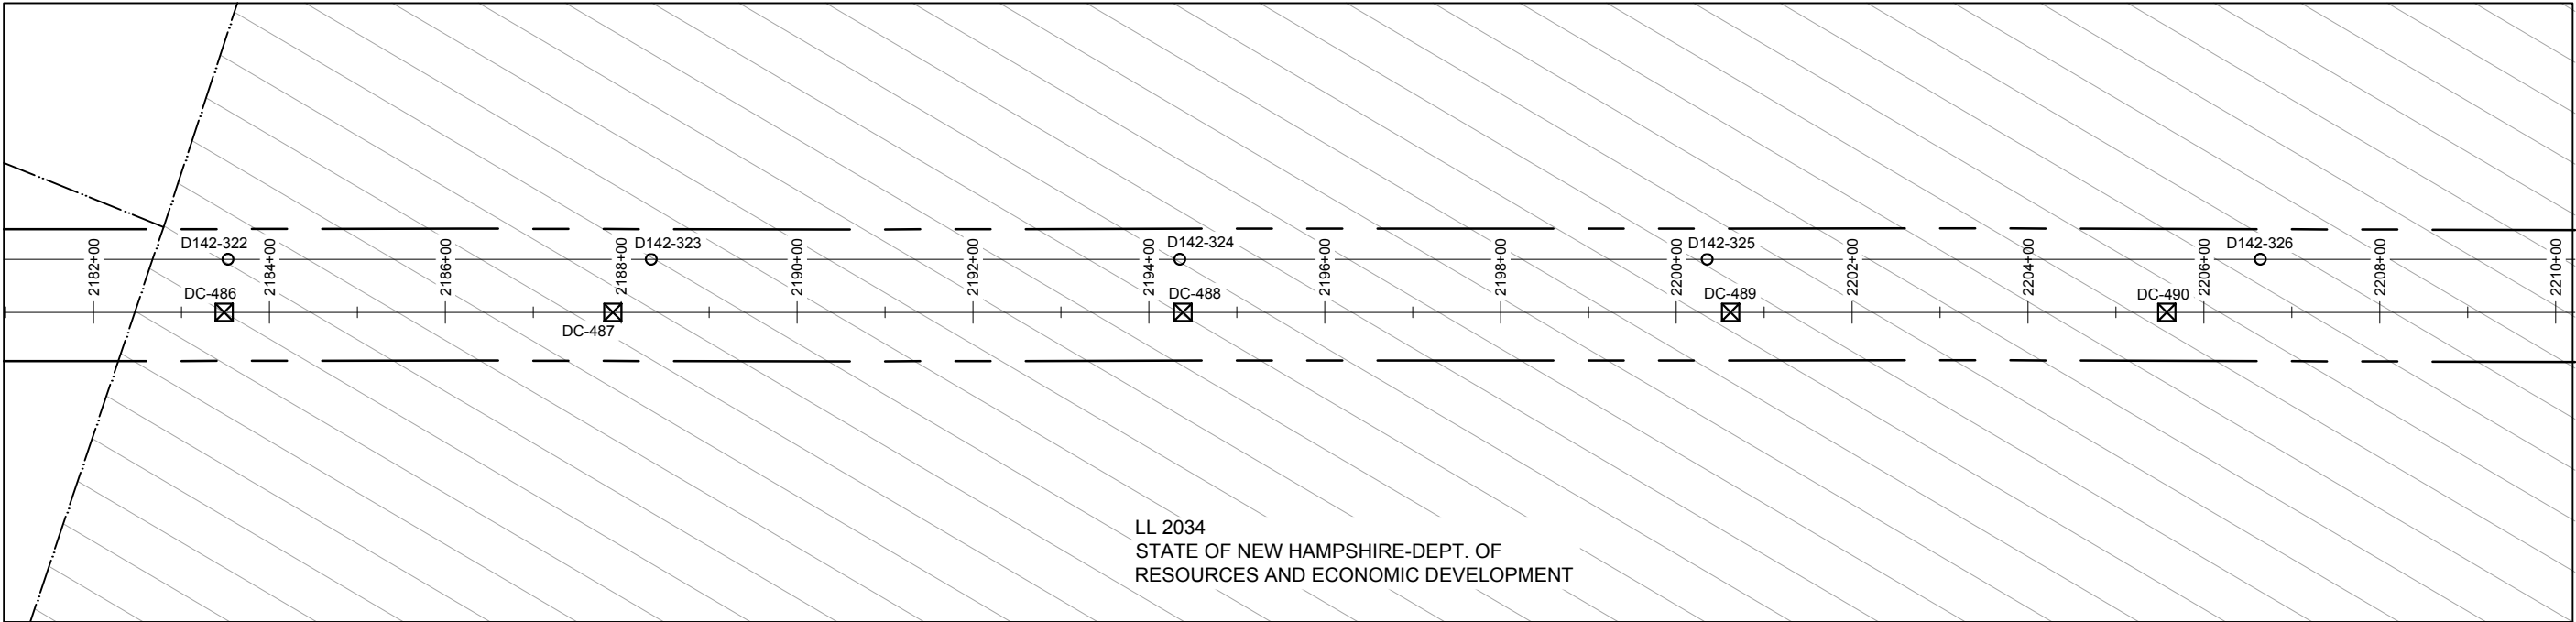 D142-322
D142-323
D142-324
D142-325
D142-326
2182+00
2184+00
2186+00
2188+00
2190+00
2192+00
2194+00
2196+00
2198+00
2200+00
2202+00
2204+00
2206+00
2208+00
2210+00
DC-486
DC-487
DC-488
DC-489
DC-490
LL 2034
STATE OF NEW HAMPSHIRE-DEPT. OF
RESOURCES AND ECONOMIC DEVELOPMENT